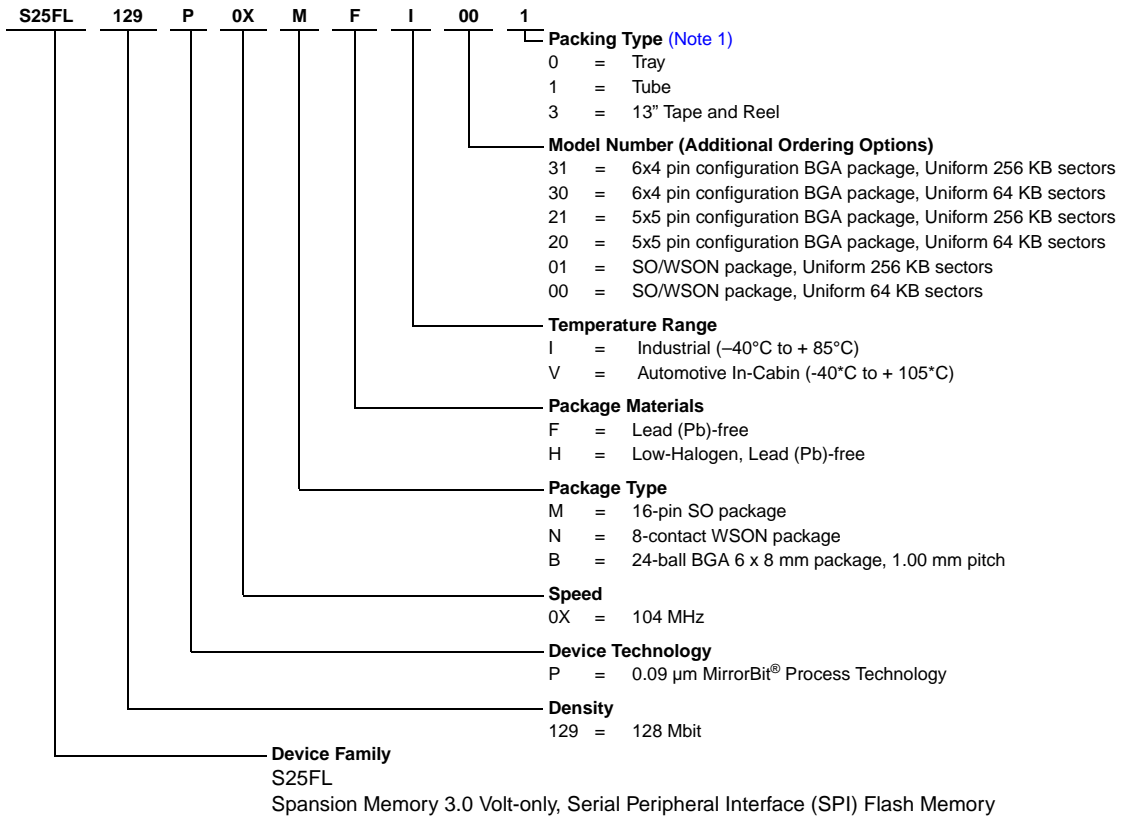 S25FL 129 P 0X M F I 00 1
Packing Type (Note 1)
0 = Tray
1 = Tube
3 = 13” Tape and Reel
Model Number (Additional Ordering Options)
31 = 6x4 pin configuration BGA package, Uniform 256 KB sectors
30 = 6x4 pin configuration BGA package, Uniform 64 KB sectors
21 = 5x5 pin configuration BGA package, Uniform 256 KB sectors
20 = 5x5 pin configuration BGA package, Uniform 64 KB sectors
01 = SO/WSON package, Uniform 256 KB sectors
00 = SO/WSON package, Uniform 64 KB sectors
Temperature Range
I = Industrial (–40°C to + 85°C)
V = Automotive In-Cabin (-40*C to + 105*C)
Package Materials
F = Lead (Pb)-free
H = Low-Halogen, Lead (Pb)-free
Package Type
M = 16-pin SO package
N = 8-contact WSON package
B = 24-ball BGA 6 x 8 mm package, 1.00 mm pitch
Speed
0X = 104 MHz
Device Technology
P = 0.09 µm MirrorBit® Process Technology
Density
129 = 128 Mbit
Device Family
S25FL
Spansion Memory 3.0 Volt-only, Serial Peripheral Interface (SPI) Flash Memory